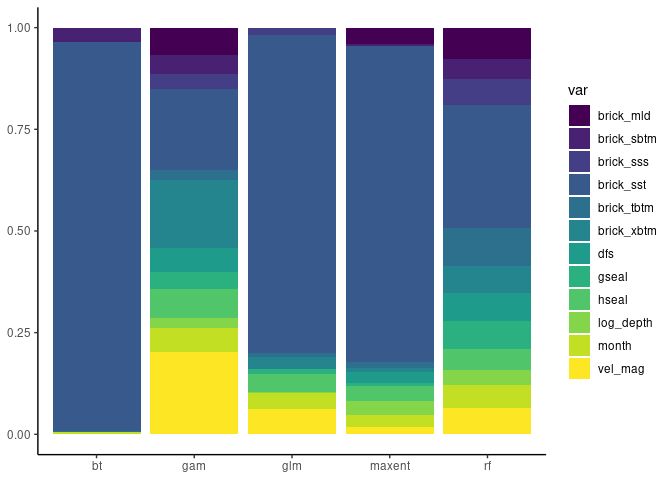 1.00
0.75
0.50
0.25
0.00
bt gam glm maxent rf
var
brick_mld
brick_sbtm
brick_sss
brick_sst
brick_tbtm
brick_xbtm
dfs
gseal
hseal
log_depth
month
vel_mag